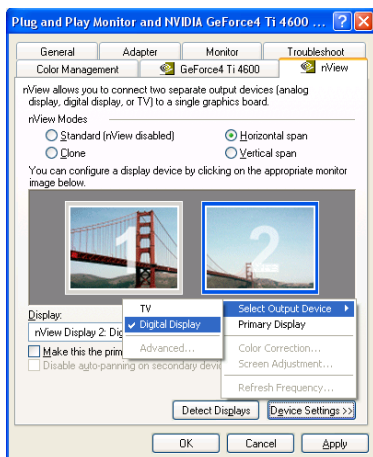 Plug and Play Monitor and NVIDIA GeForce4 Ti 4600 ...
General Adapter Monitor Troubleshoot
Color Management GeForce4 Ti 4600 nView
nView allows you to connect two separate output devices (analog
display, digital display, or TV) to a single graphics board.
nView Modes
Standard (nView disabled) Horizontal span
Clone Vertical span
You can configure a display device by clicking on the appropriate monitor
image below.
1 2
TV Select Output Device
Display: Digital Display Primary Display
nView Display 2: Dig
Advanced... Color Correction...
Make this the prim
Screen Adjustment...
Disable auto-panning on secondary devic
Refresh Frequency...
Detect Displays Device Settings >>
OK Cancel Apply